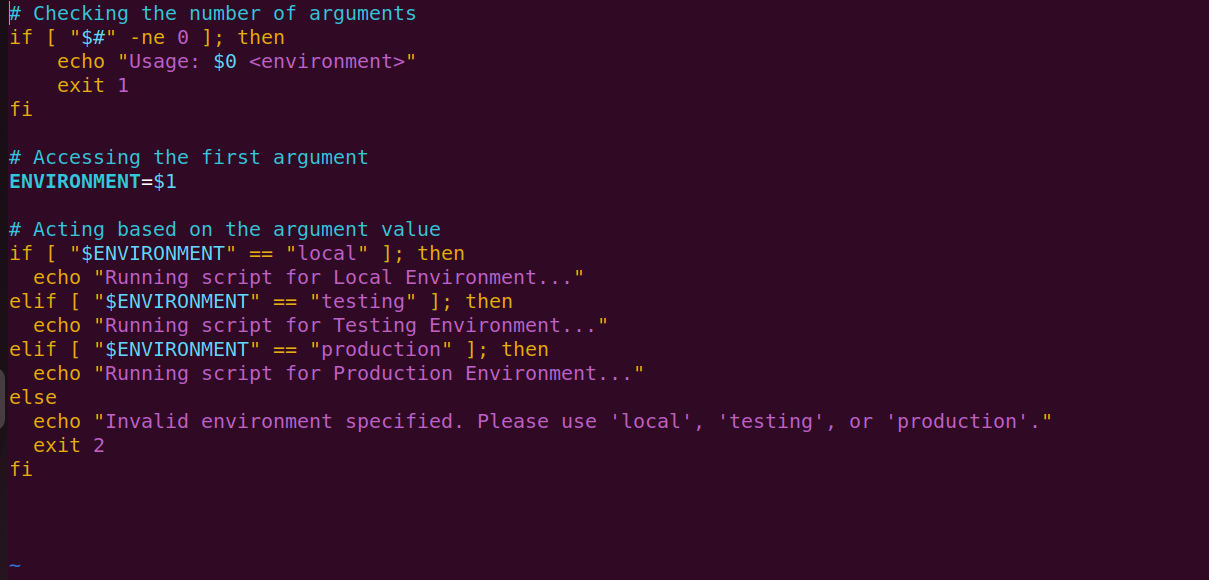 # Checking the number of arguments
if [ "$#" -ne 0 ]; then
    echo "Usage: $0 <environment>"
    exit 1
fi

# Accessing the first argument
ENVIRONMENT=$1

# Acting based on the argument value
if [ "$ENVIRONMENT" == "local" ]; then
  echo "Running script for Local Environment..."
elif [ "$ENVIRONMENT" == "testing" ]; then
  echo "Running script for Testing Environment..."
elif [ "$ENVIRONMENT" == "production" ]; then
  echo "Running script for Production Environment..."
else
  echo "Invalid environment specified. Please use 'local', 'testing', or 'production'."
  exit 2
fi

~